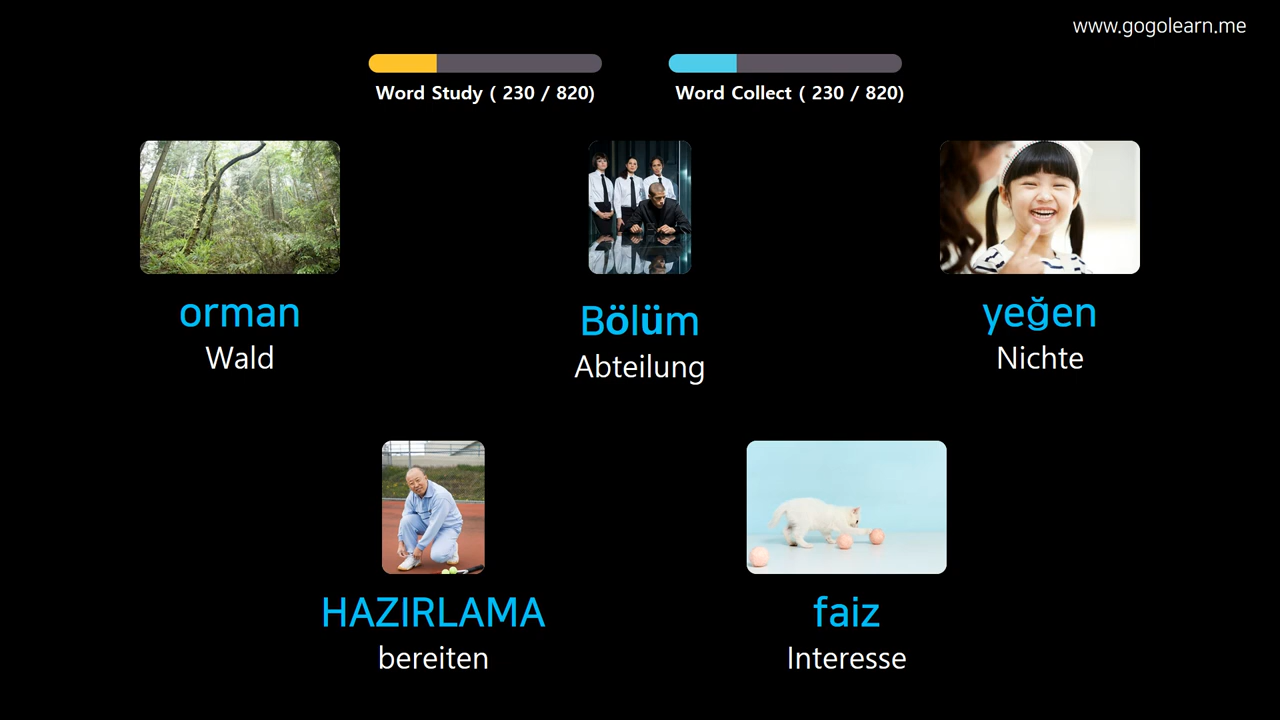 www.gogolearn.me
Word Study ( 230 / 820)
Word Collect ( 230 / 820)
orman
Wald
Bölüm
Abteilung
yeğen
Nichte
HAZIRLAMA
bereiten
faiz
Interesse